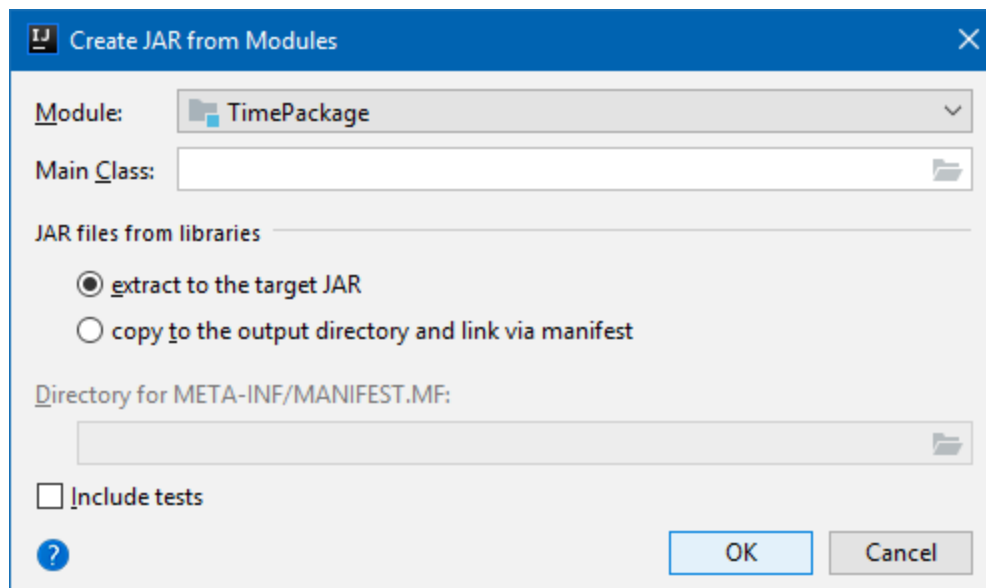 IJ Create JAR from Modules
Module: TimePackage
Main Class:
JAR files from libraries
extract to the target JAR
copy to the output directory and link via manifest
Directory for META-INF/MANIFEST.MF:
Include tests
? OK Cancel